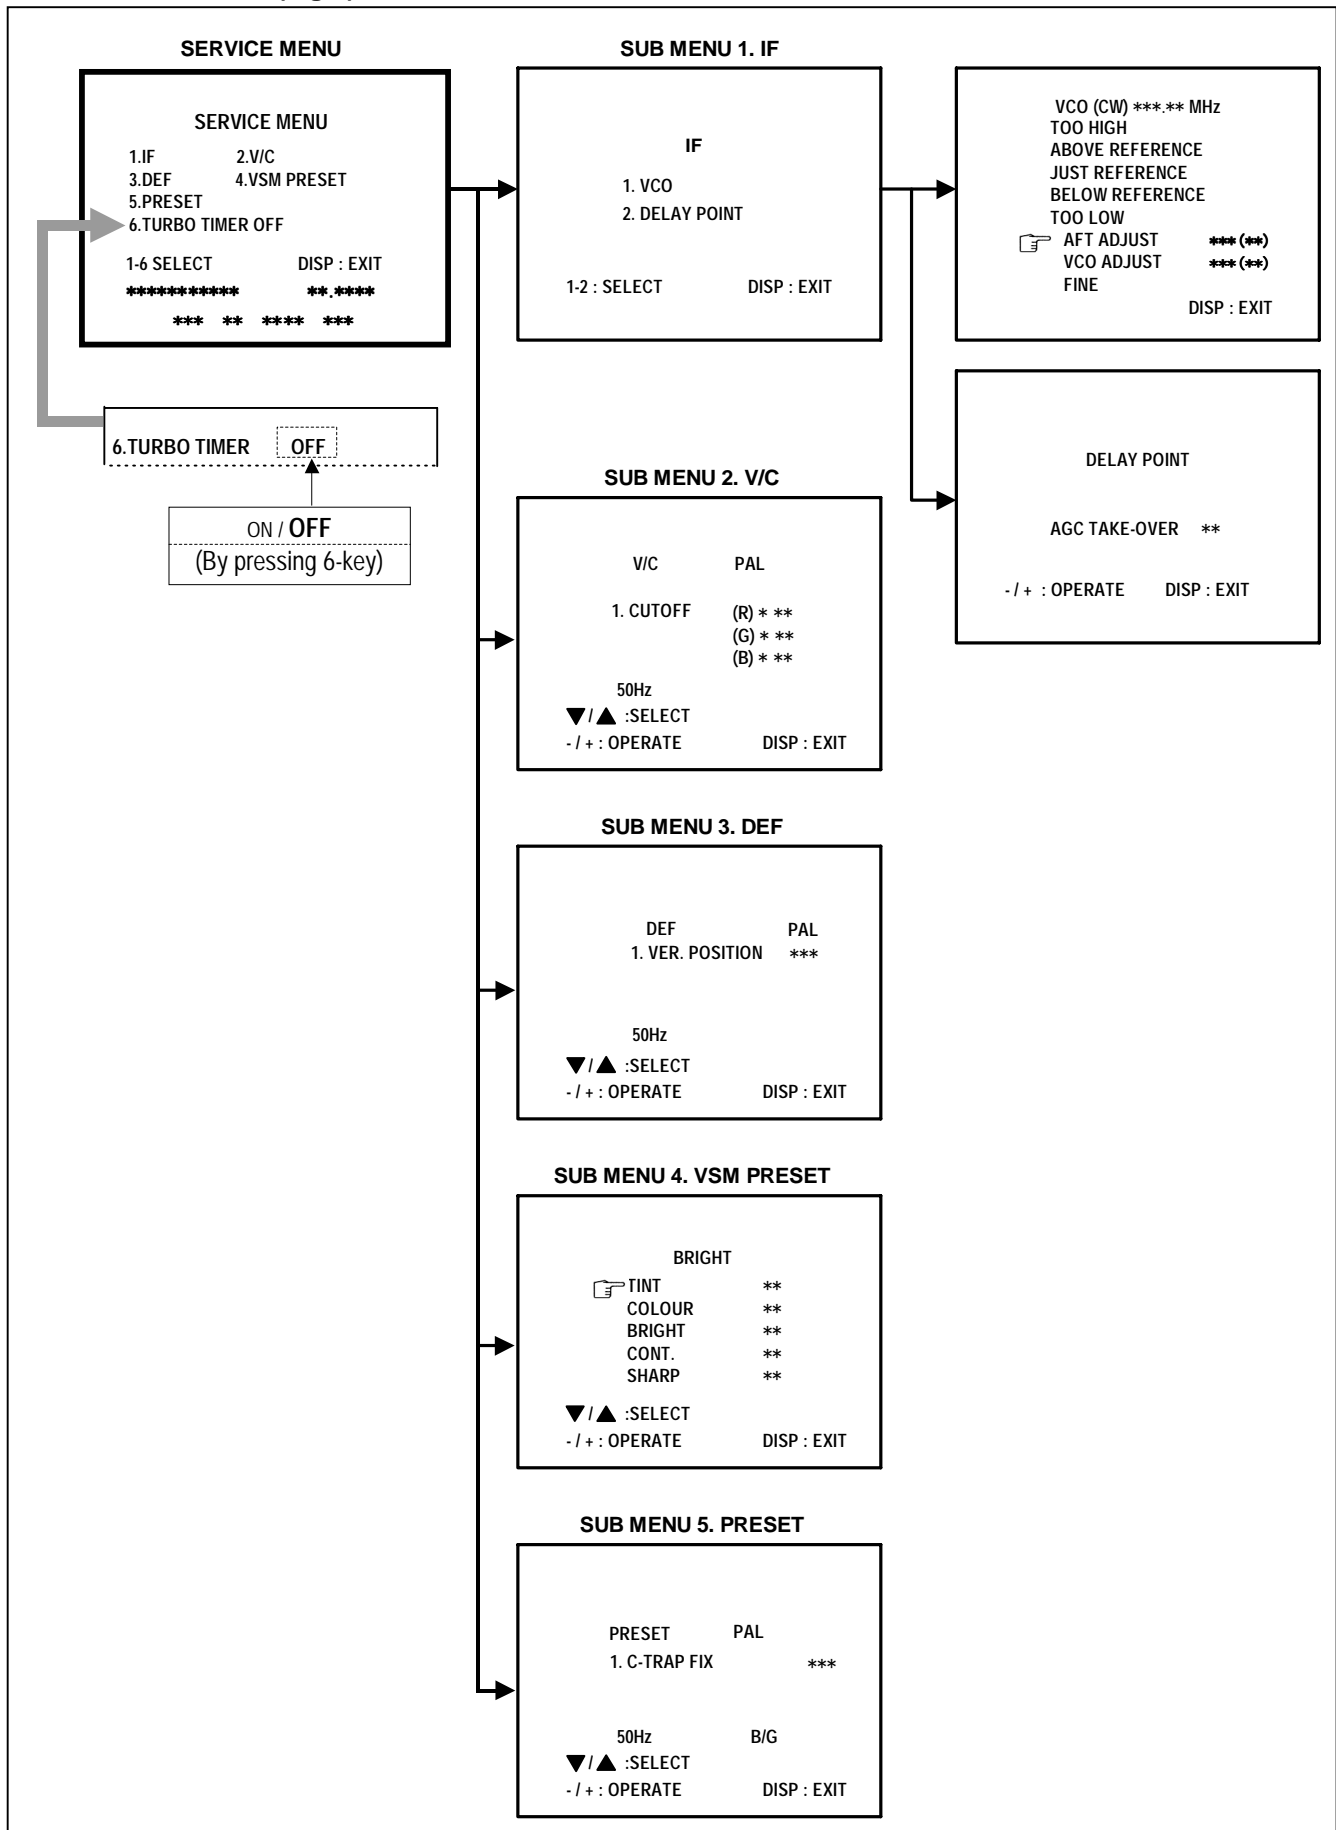 SERVICE MENU
SERVICE MENU
1.IF 2.V/C
3.DEF 4.VSM PRESET
5.PRESET
6.TURBO TIMER OFF
1-6 SELECT DISP : EXIT
*********** **.****
*** ** **** ***
6.TURBO TIMER OFF
ON / OFF
(By pressing 6-key)
SUB MENU 1. IF
IF
1. VCO
2. DELAY POINT
1-2 : SELECT DISP : EXIT
VCO (CW) ***.** MHz
TOO HIGH
ABOVE REFERENCE
JUST REFERENCE
BELOW REFERENCE
TOO LOW
☞ AFT ADJUST ***(**)
VCO ADJUST ***(**)
FINE
DISP : EXIT
DELAY POINT
AGC TAKE-OVER **
- / + : OPERATE DISP : EXIT
SUB MENU 2. V/C
V/C PAL
1. CUTOFF (R) * **
(G) * **
(B) * **
50Hz
▼/▲ :SELECT
- / + : OPERATE DISP : EXIT
SUB MENU 3. DEF
DEF PAL
1. VER. POSITION ***
50Hz
▼/▲ :SELECT
- / + : OPERATE DISP : EXIT
SUB MENU 4. VSM PRESET
BRIGHT
☞ TINT **
COLOUR **
BRIGHT **
CONT. **
SHARP **
▼/▲ :SELECT
- / + : OPERATE DISP : EXIT
SUB MENU 5. PRESET
PRESET PAL
1. C-TRAP FIX ***
50Hz B/G
▼/▲ :SELECT
- / + : OPERATE DISP : EXIT